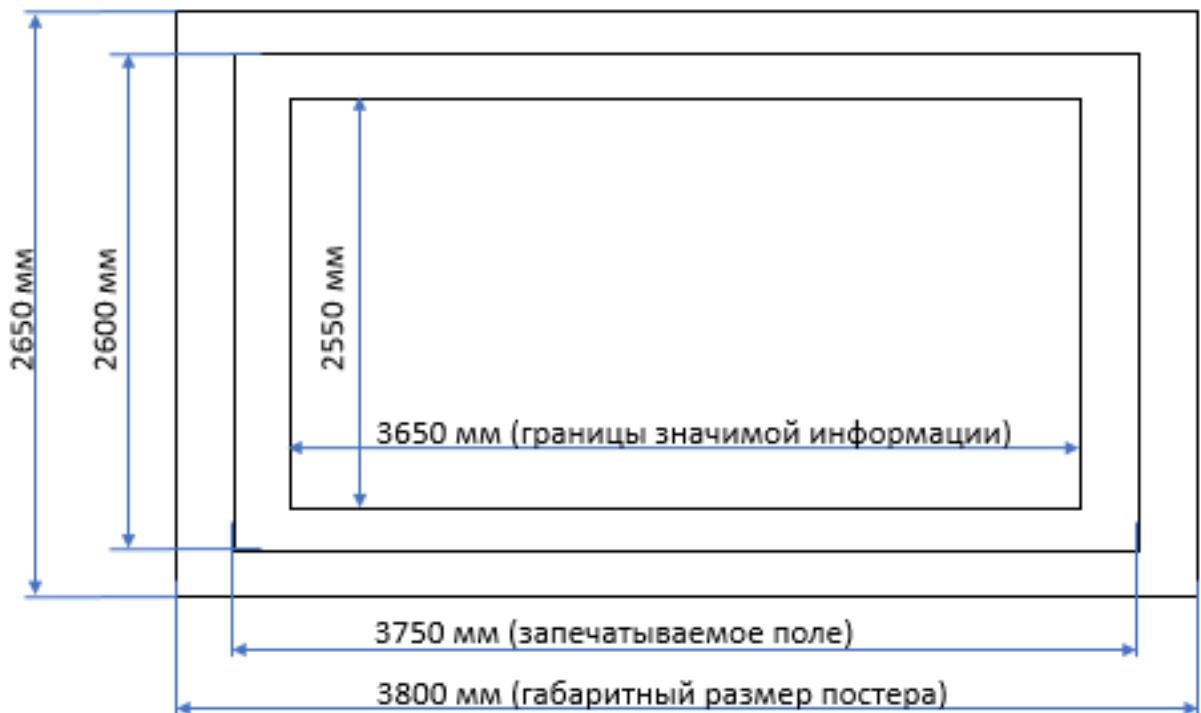 2650 мм
2600 мм
2550 мм
3650 мм (границы значимой информации)
3750 мм (запечатываемое поле)
3800 мм (габаритный размер постера)